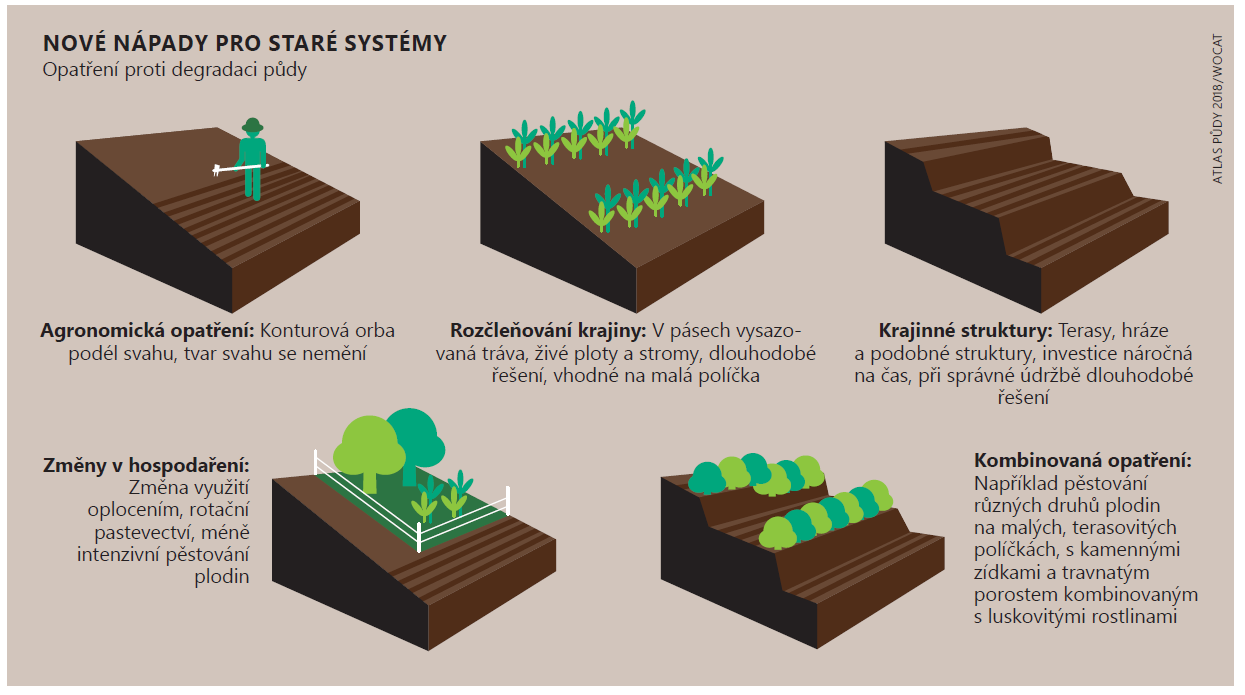 NOVÉ NÁPADY PRO STARÉ SYSTÉMY
Opatření proti degradaci půdy
ATLAS PŮDY 2018/WOCAT
Agronomická opatření: Konturová orba
podél svahu, tvar svahu se nemění
Rozčleňování krajiny: V pásech vysazo-
vaná tráva, živé ploty a stromy, dlouhodobé
řešení, vhodné na malá políčka
Krajinné struktury: Terasy, hráze
a podobné struktury, investice náročná
na čas, při správné údržbě dlouhodobé
řešení
Změny v hospodaření:
Změna využití
oplocením, rotační
pastevectví, méně
intenzivní pěstování
plodin
Kombinovaná opatření:
Například pěstování
různých druhů plodin
na malých, terasovitých
políčkách, s kamennými
zídkami a travnatým
porostem kombinovaným
s luskovitými rostlinami